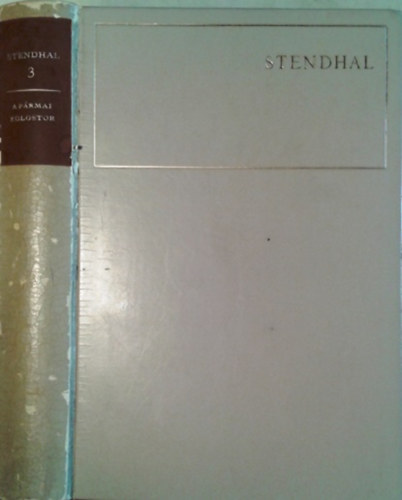 STENDHAL
3
A PÁRMAI
KOLOSTOR
STENDHAL